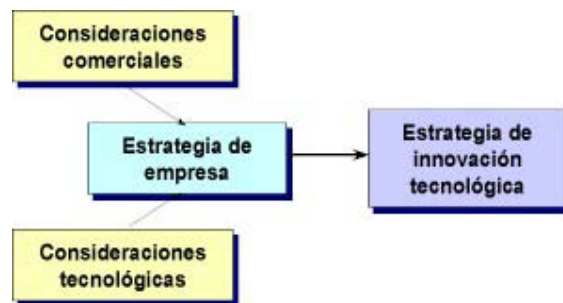 Consideraciones
comerciales
Estrategia de
empresa
Estrategia de
innovación
tecnológica
Consideraciones
tecnológicas